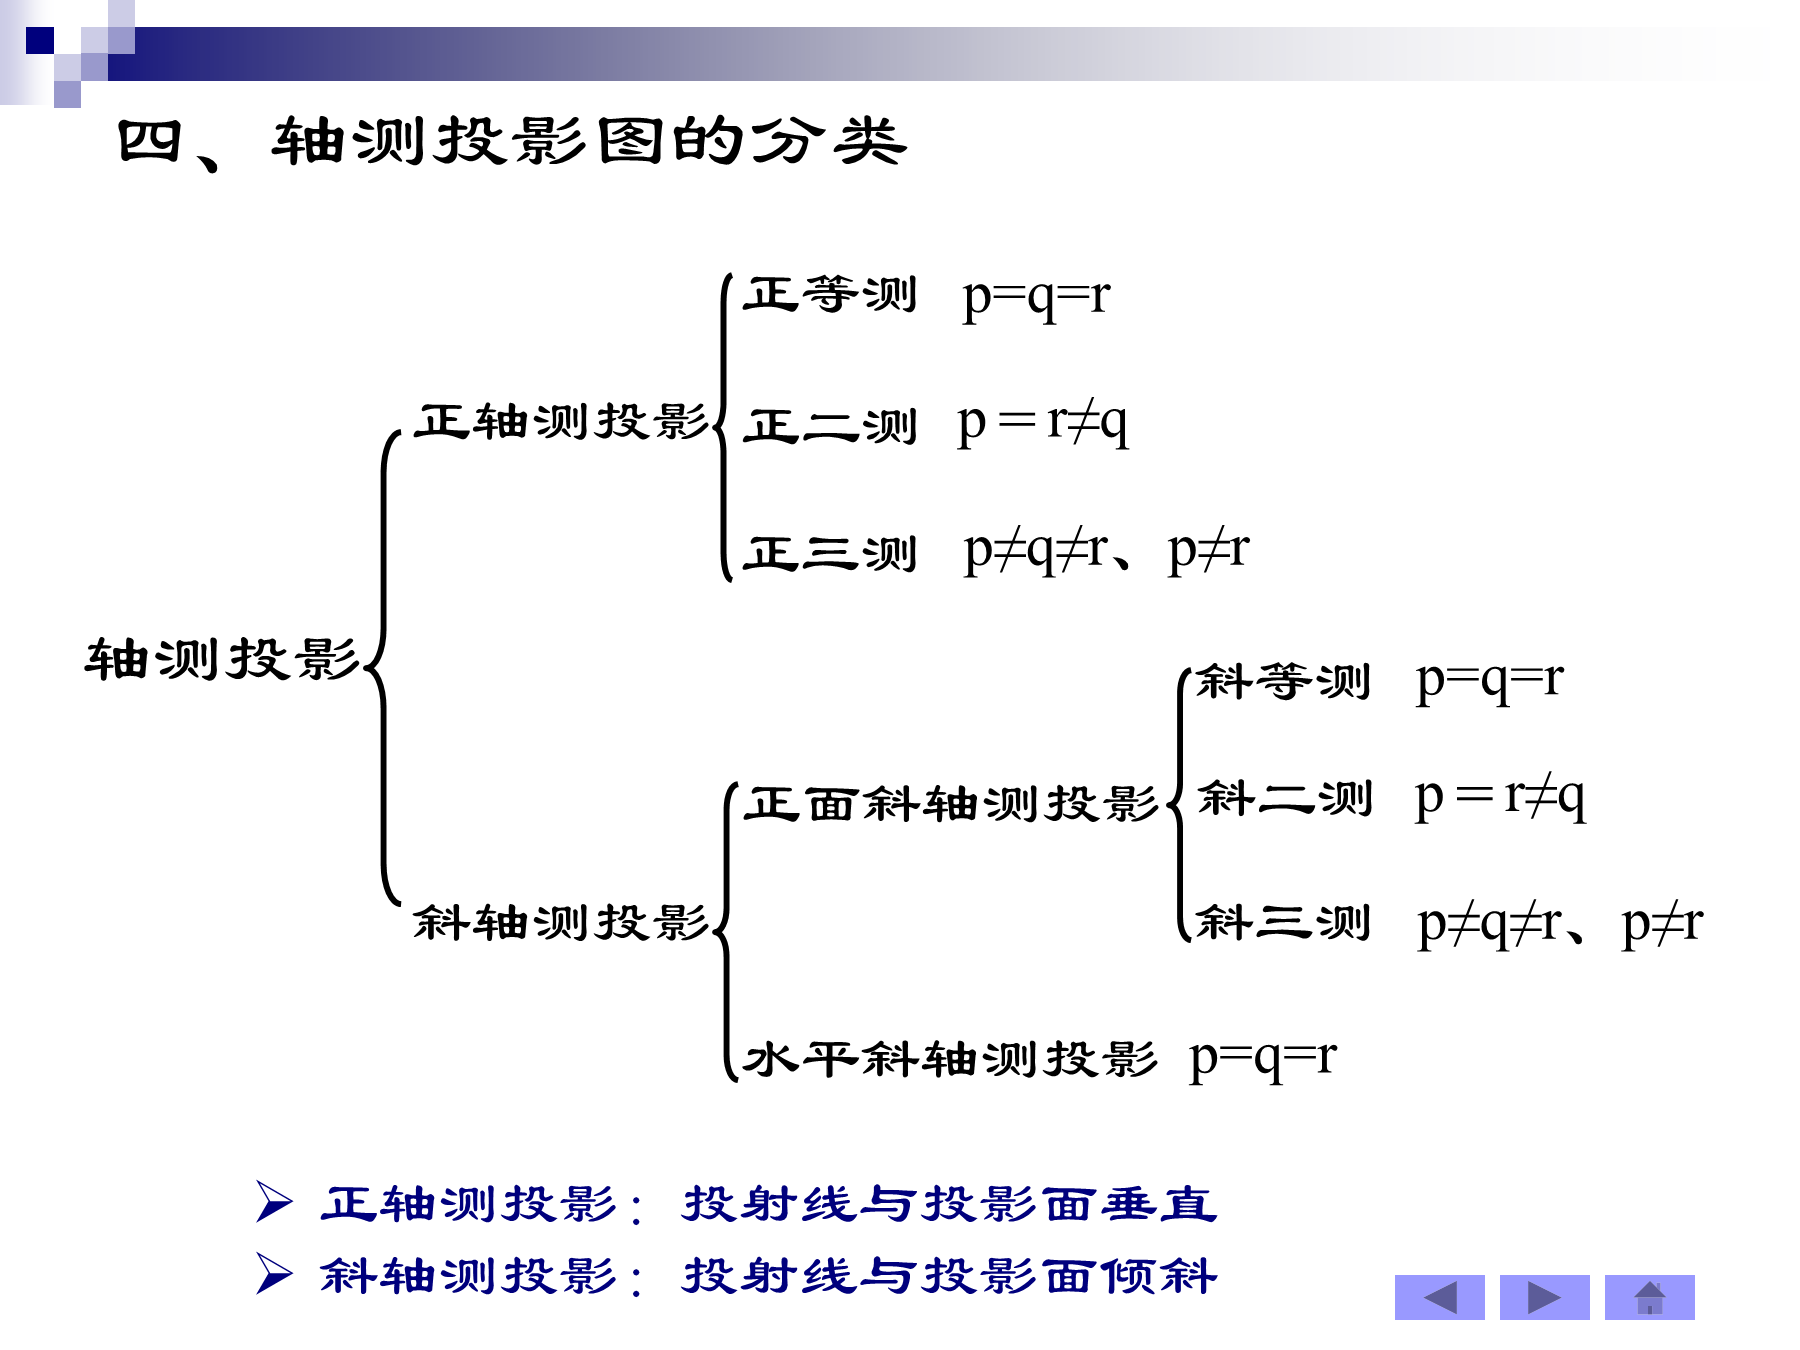 四、轴测投影图的分类
正等测 p=q=r
正轴测投影
正二测 p＝r≠q
正三测 p≠q≠r、p≠r
轴测投影
斜等测 p=q=r
正面斜轴测投影
斜二测 p＝r≠q
斜轴测投影
斜三测 p≠q≠r、p≠r
水平斜轴测投影 p=q=r
➢ 正轴测投影：投射线与投影面垂直
➢ 斜轴测投影：投射线与投影面倾斜